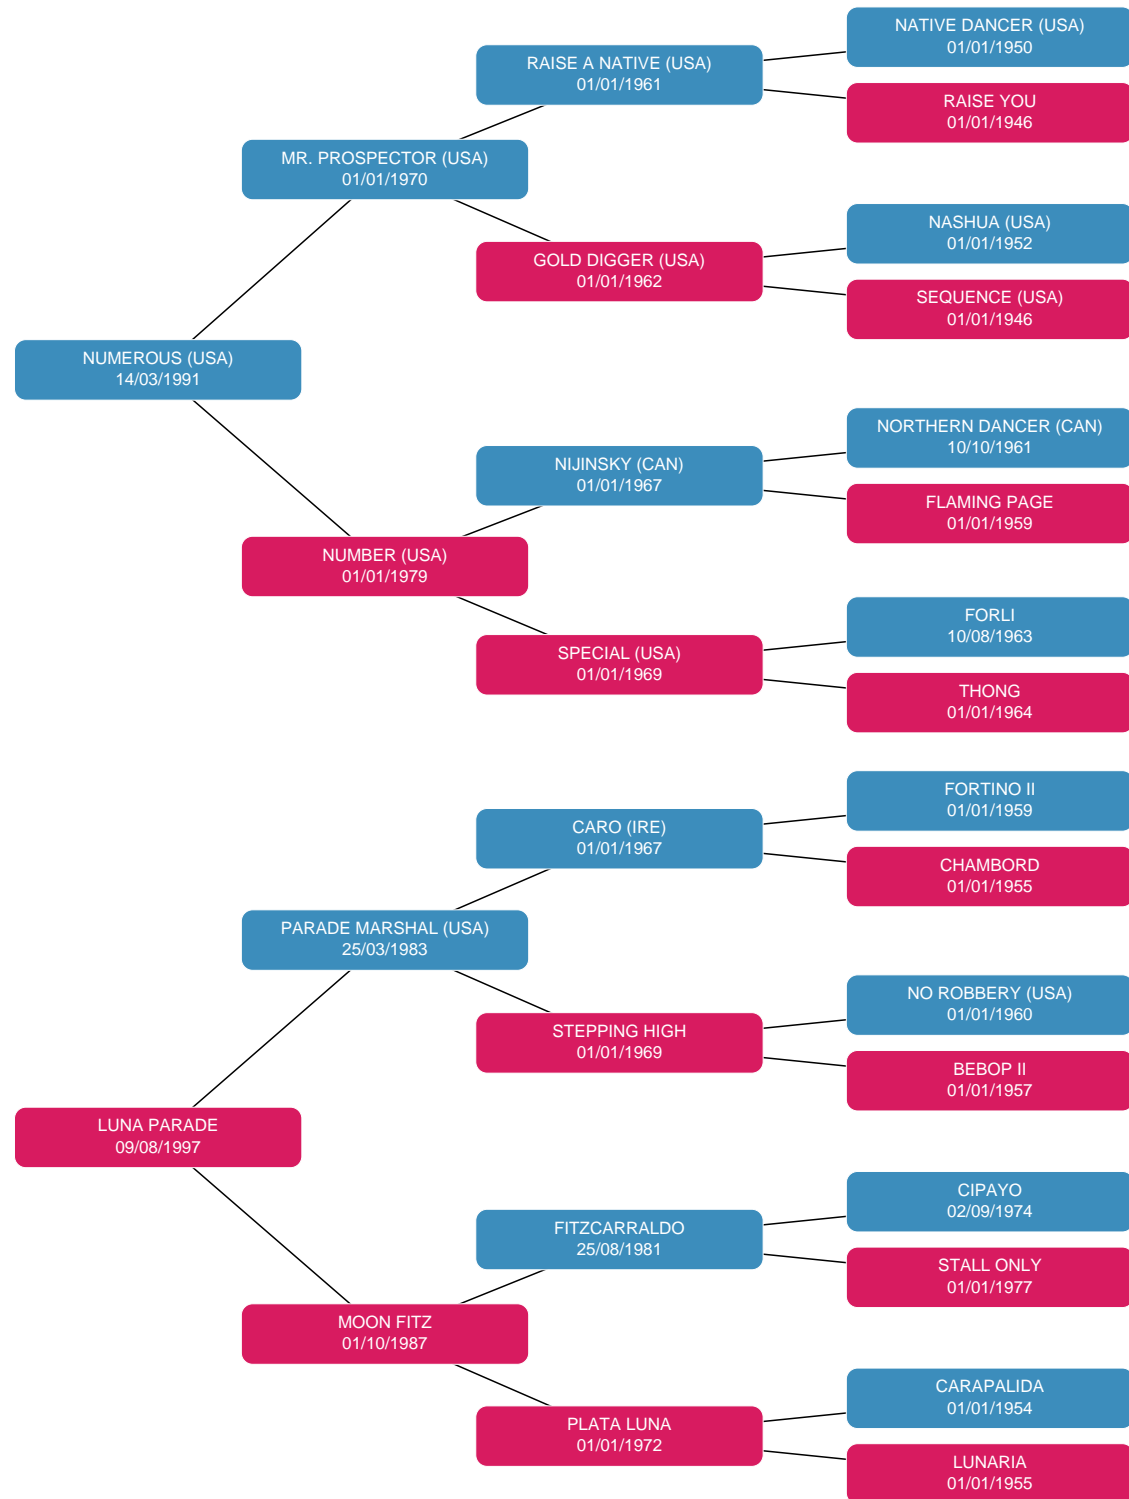 NATIVE DANCER (USA)
01/01/1950
RAISE A NATIVE (USA)
01/01/1961
RAISE YOU
01/01/1946
MR. PROSPECTOR (USA)
01/01/1970
NASHUA (USA)
01/01/1952
GOLD DIGGER (USA)
01/01/1962
SEQUENCE (USA)
01/01/1946
NUMEROUS (USA)
14/03/1991
NORTHERN DANCER (CAN)
10/10/1961
NIJINSKY (CAN)
01/01/1967
FLAMING PAGE
01/01/1959
NUMBER (USA)
01/01/1979
FORLI
10/08/1963
SPECIAL (USA)
01/01/1969
THONG
01/01/1964
FORTINO II
01/01/1959
CARO (IRE)
01/01/1967
CHAMBORD
01/01/1955
PARADE MARSHAL (USA)
25/03/1983
NO ROBBERY (USA)
01/01/1960
STEPPING HIGH
01/01/1969
BEBOP II
01/01/1957
LUNA PARADE
09/08/1997
CIPAYO
02/09/1974
FITZCARRALDO
25/08/1981
STALL ONLY
01/01/1977
MOON FITZ
01/10/1987
CARAPALIDA
01/01/1954
PLATA LUNA
01/01/1972
LUNARIA
01/01/1955